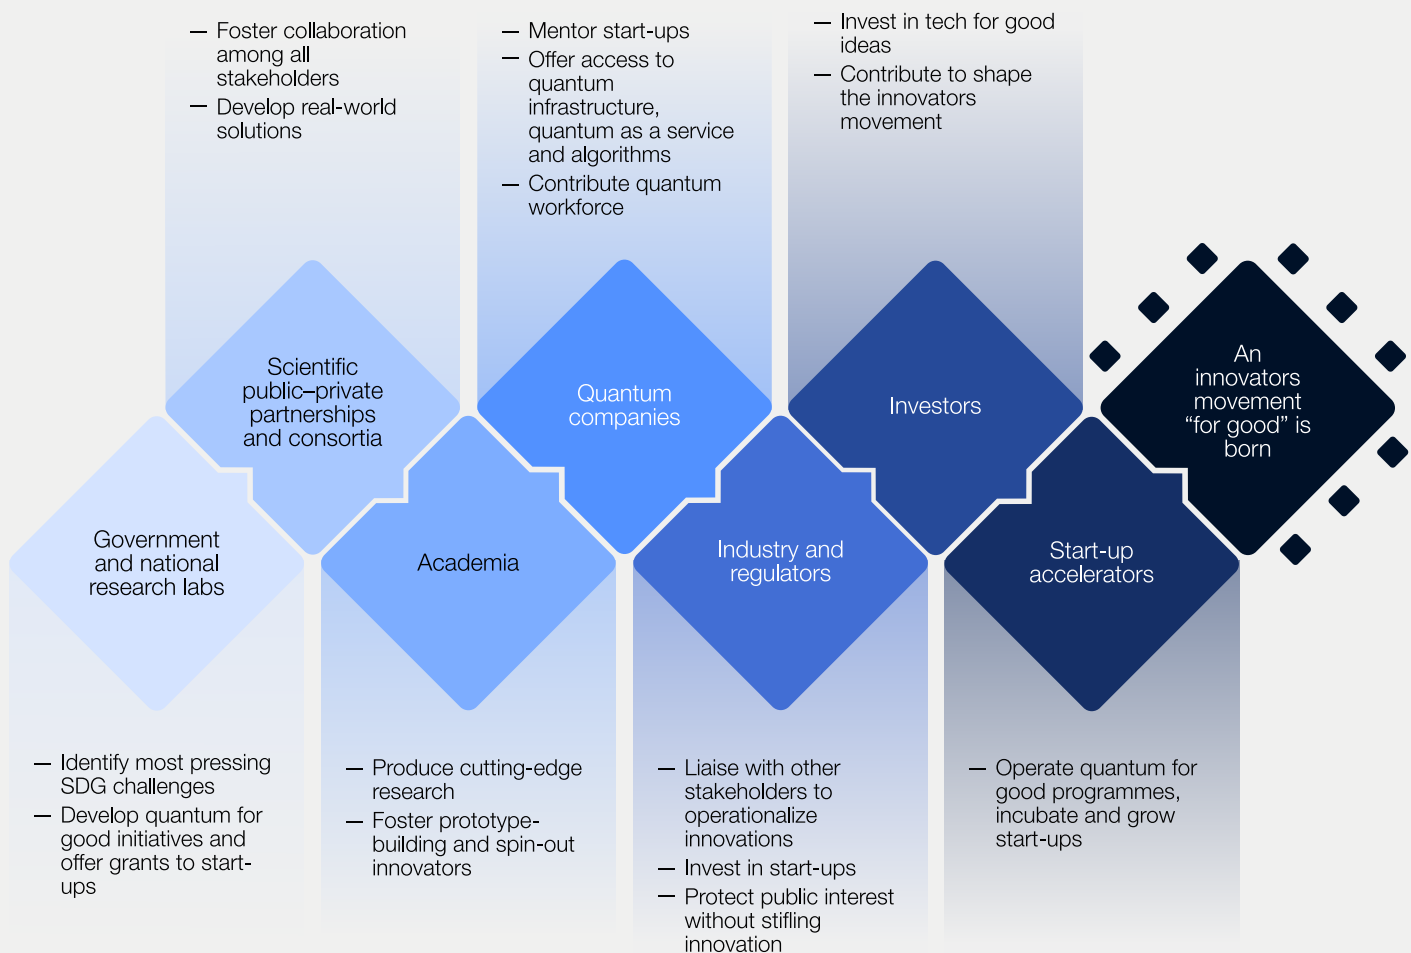 — Foster collaboration
among all
stakeholders
— Develop real-world
solutions
— Mentor start-ups
— Offer access to
quantum
infrastructure,
quantum as a service
and algorithms
— Contribute quantum
workforce
— Invest in tech for good
ideas
— Contribute to shape
the innovators
movement
Scientific
public–private
partnerships
and consortia
Quantum
companies
Investors
An
innovators
movement
“for good” is
born
Government
and national
research labs
Academia
Industry and
regulators
Start-up
accelerators
— Identify most pressing
SDG challenges
— Develop quantum for
good initiatives and
offer grants to start-
ups
— Produce cutting-edge
research
— Foster prototype-
building and spin-out
innovators
— Liaise with other
stakeholders to
operationalize
innovations
— Invest in start-ups
— Protect public interest
without stifling
innovation
— Operate quantum for
good programmes,
incubate and grow
start-ups